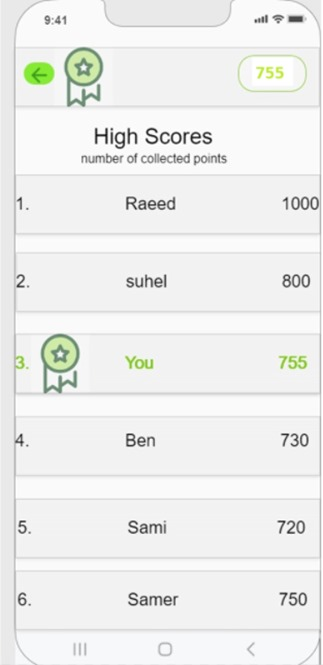 9:41
755
High Scores
number of collected points
1. Raeed 1000
2. suhel 800
3. You 755
4. Ben 730
5. Sami 720
6. Samer 750